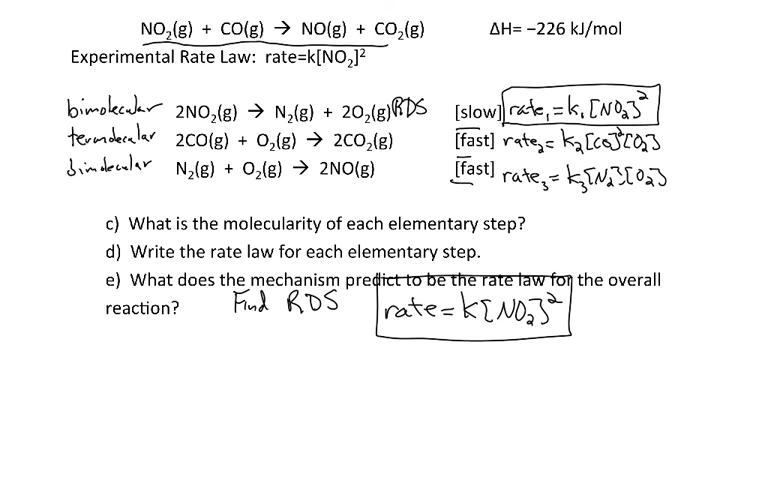 NO₂(g) + CO(g) → NO(g) + CO₂(g) ΔH= −226 kJ/mol
Experimental Rate Law: rate=k[NO₂]²
bimolecular 2NO₂(g) → N₂(g) + 2O₂(g) RDS [slow] rate₁=k₁[NO₂]²
termolecular 2CO(g) + O₂(g) → 2CO₂(g) [fast] rate₂= k₂[CO]²[O₂]
bimolecular N₂(g) + O₂(g) → 2NO(g) [fast] rate₃= k₃[N₂][O₂]
c) What is the molecularity of each elementary step?
d) Write the rate law for each elementary step.
e) What does the mechanism predict to be the rate law for the overall
reaction? Find RDS rate=k[NO₂]²